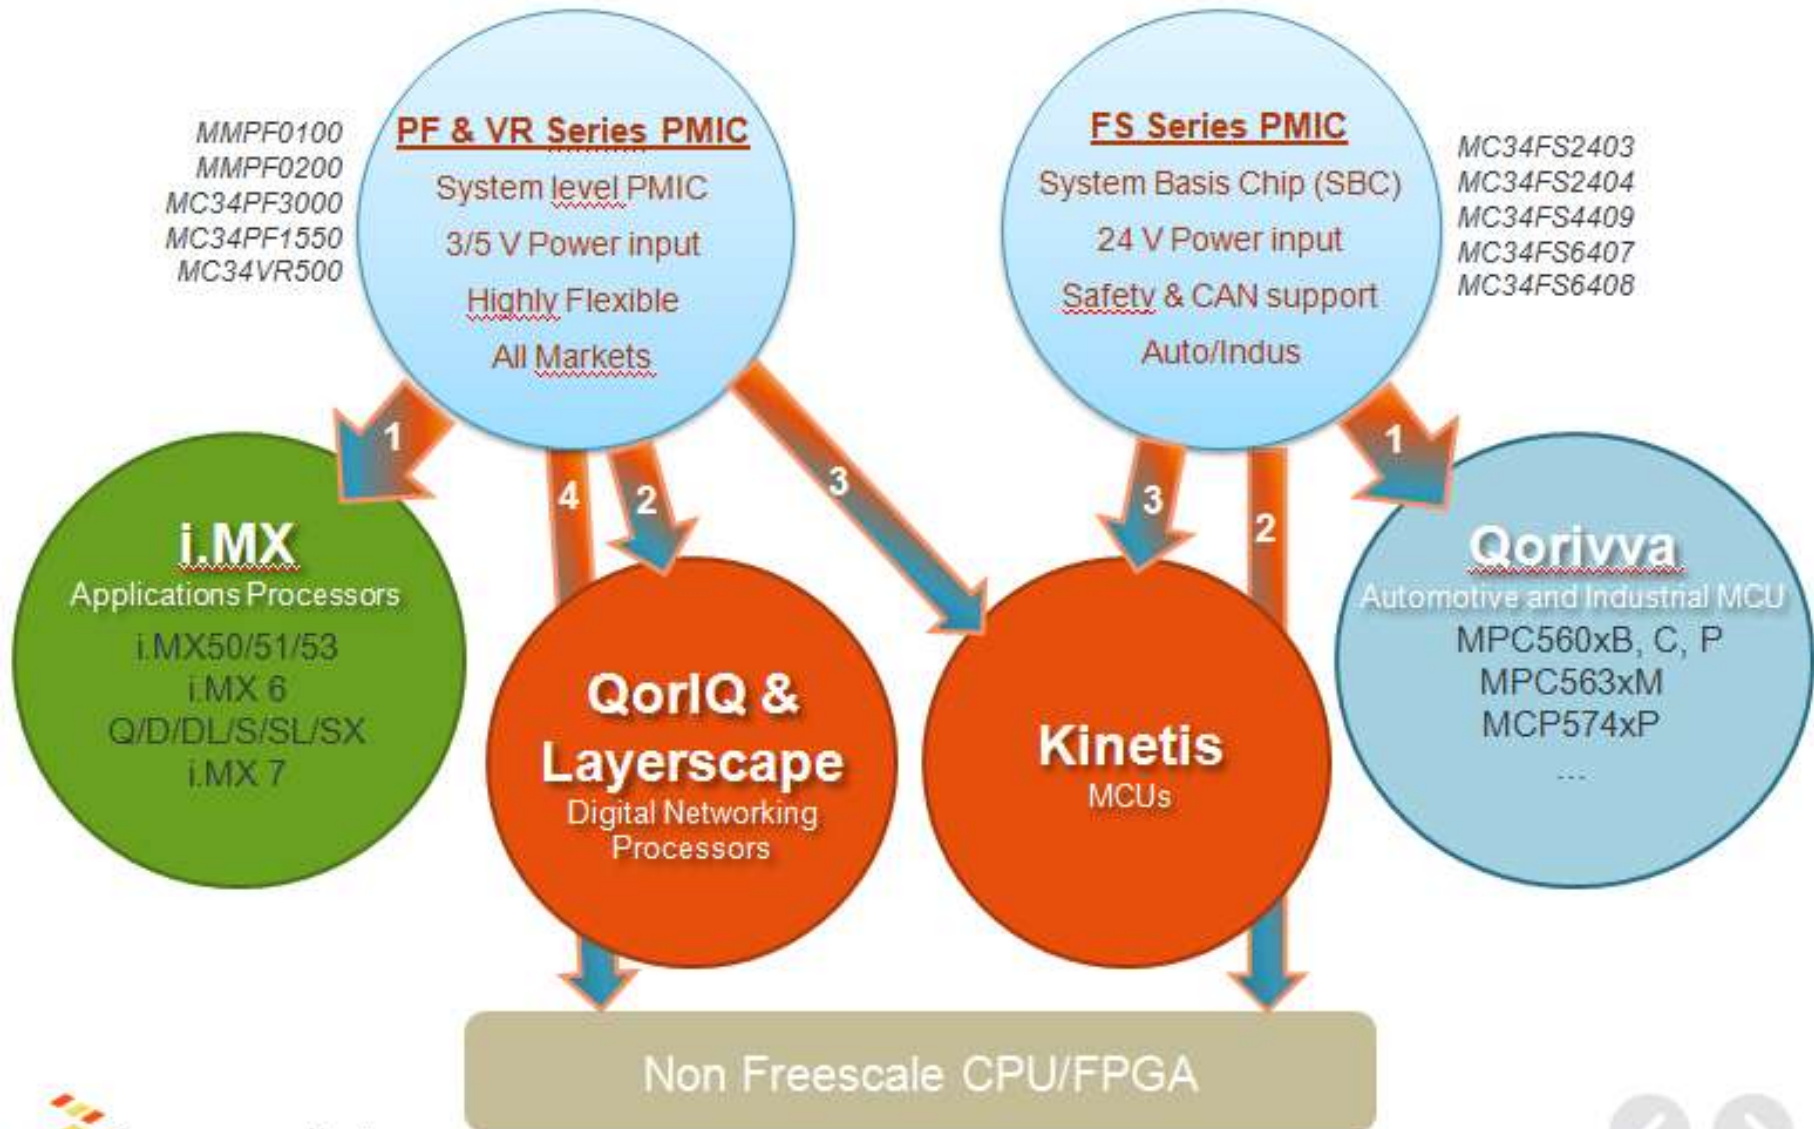 MMPF0100
MMPF0200
MC34PF3000
MC34PF1550
MC34VR500
PF & VR Series PMIC
System level PMIC
3/5 V Power input
Highly Flexible
All Markets
FS Series PMIC
System Basis Chip (SBC)
24 V Power input
Safety & CAN support
Auto/Indus
MC34FS2403
MC34FS2404
MC34FS4409
MC34FS6407
MC34FS6408
1
4
2
3
3
2
1
i.MX
Applications Processors
i.MX50/51/53
i.MX 6
Q/D/DL/S/SL/SX
i.MX 7
QorIQ &
Layerscape
Digital Networking
Processors
Kinetis
MCUs
Qorivva
Automotive and Industrial MCU
MPC560xB, C, P
MPC563xM
MCP574xP
...
Non Freescale CPU/FPGA